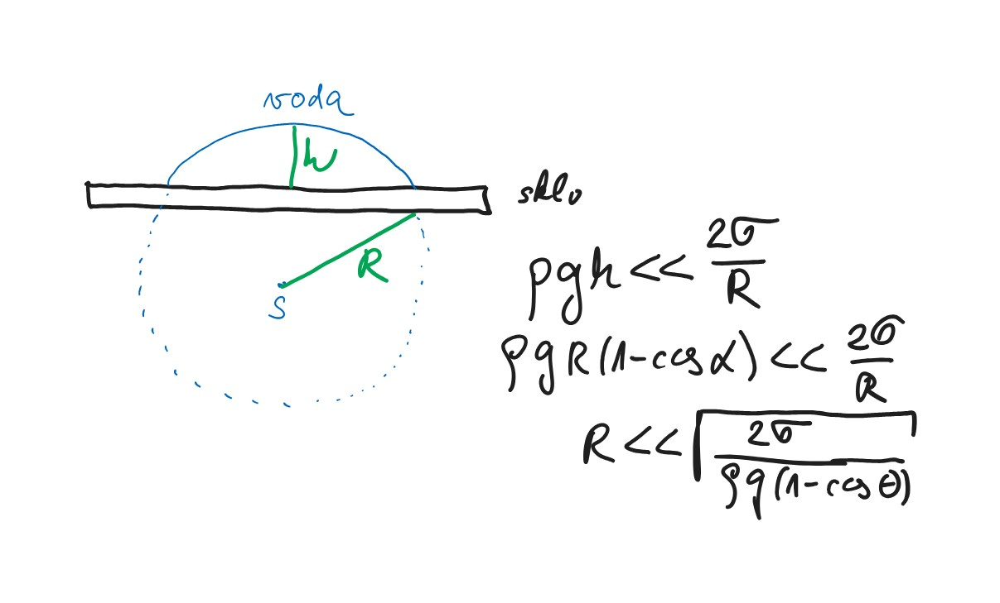 voda
h
sklo
R
S
ρgh << 2σ/R
ρgR(1-cosα) << 2σ/R
R << √(2σ/ρg(1-cosθ))